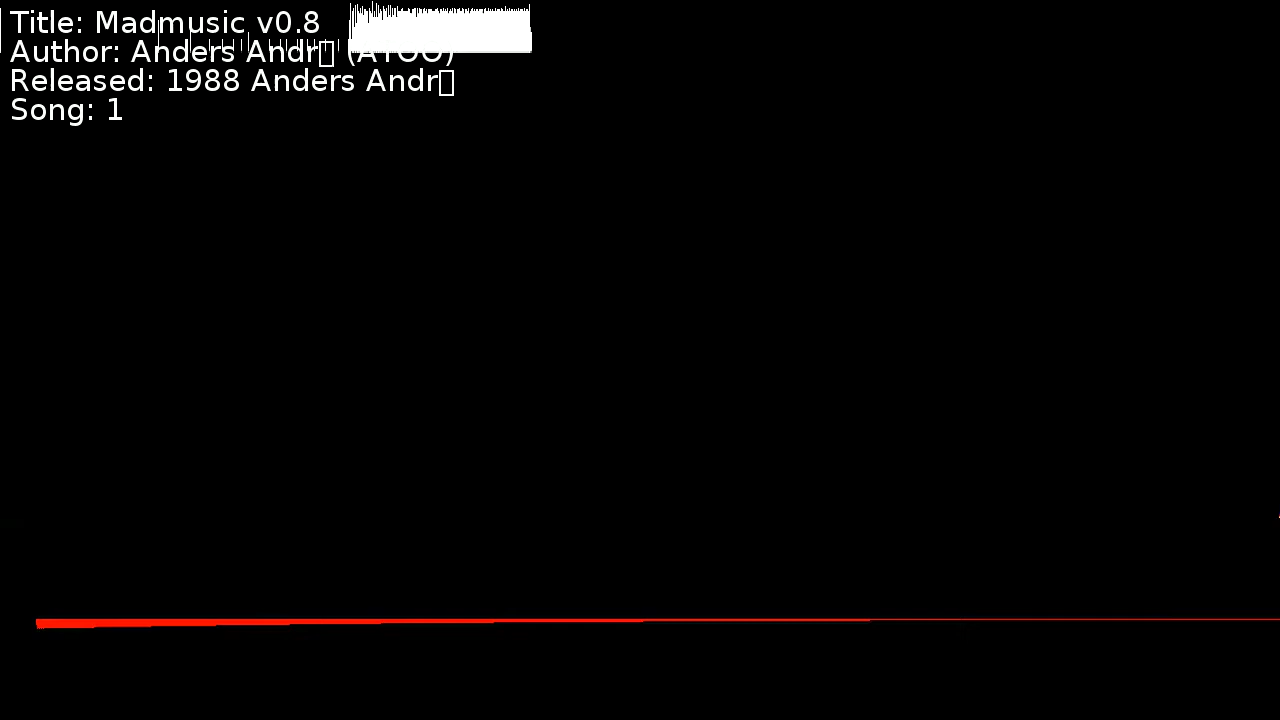 Title: Madmusic v0.8
Author: Anders Andr▯ (ATOO)
Released: 1988 Anders Andr▯
Song: 1